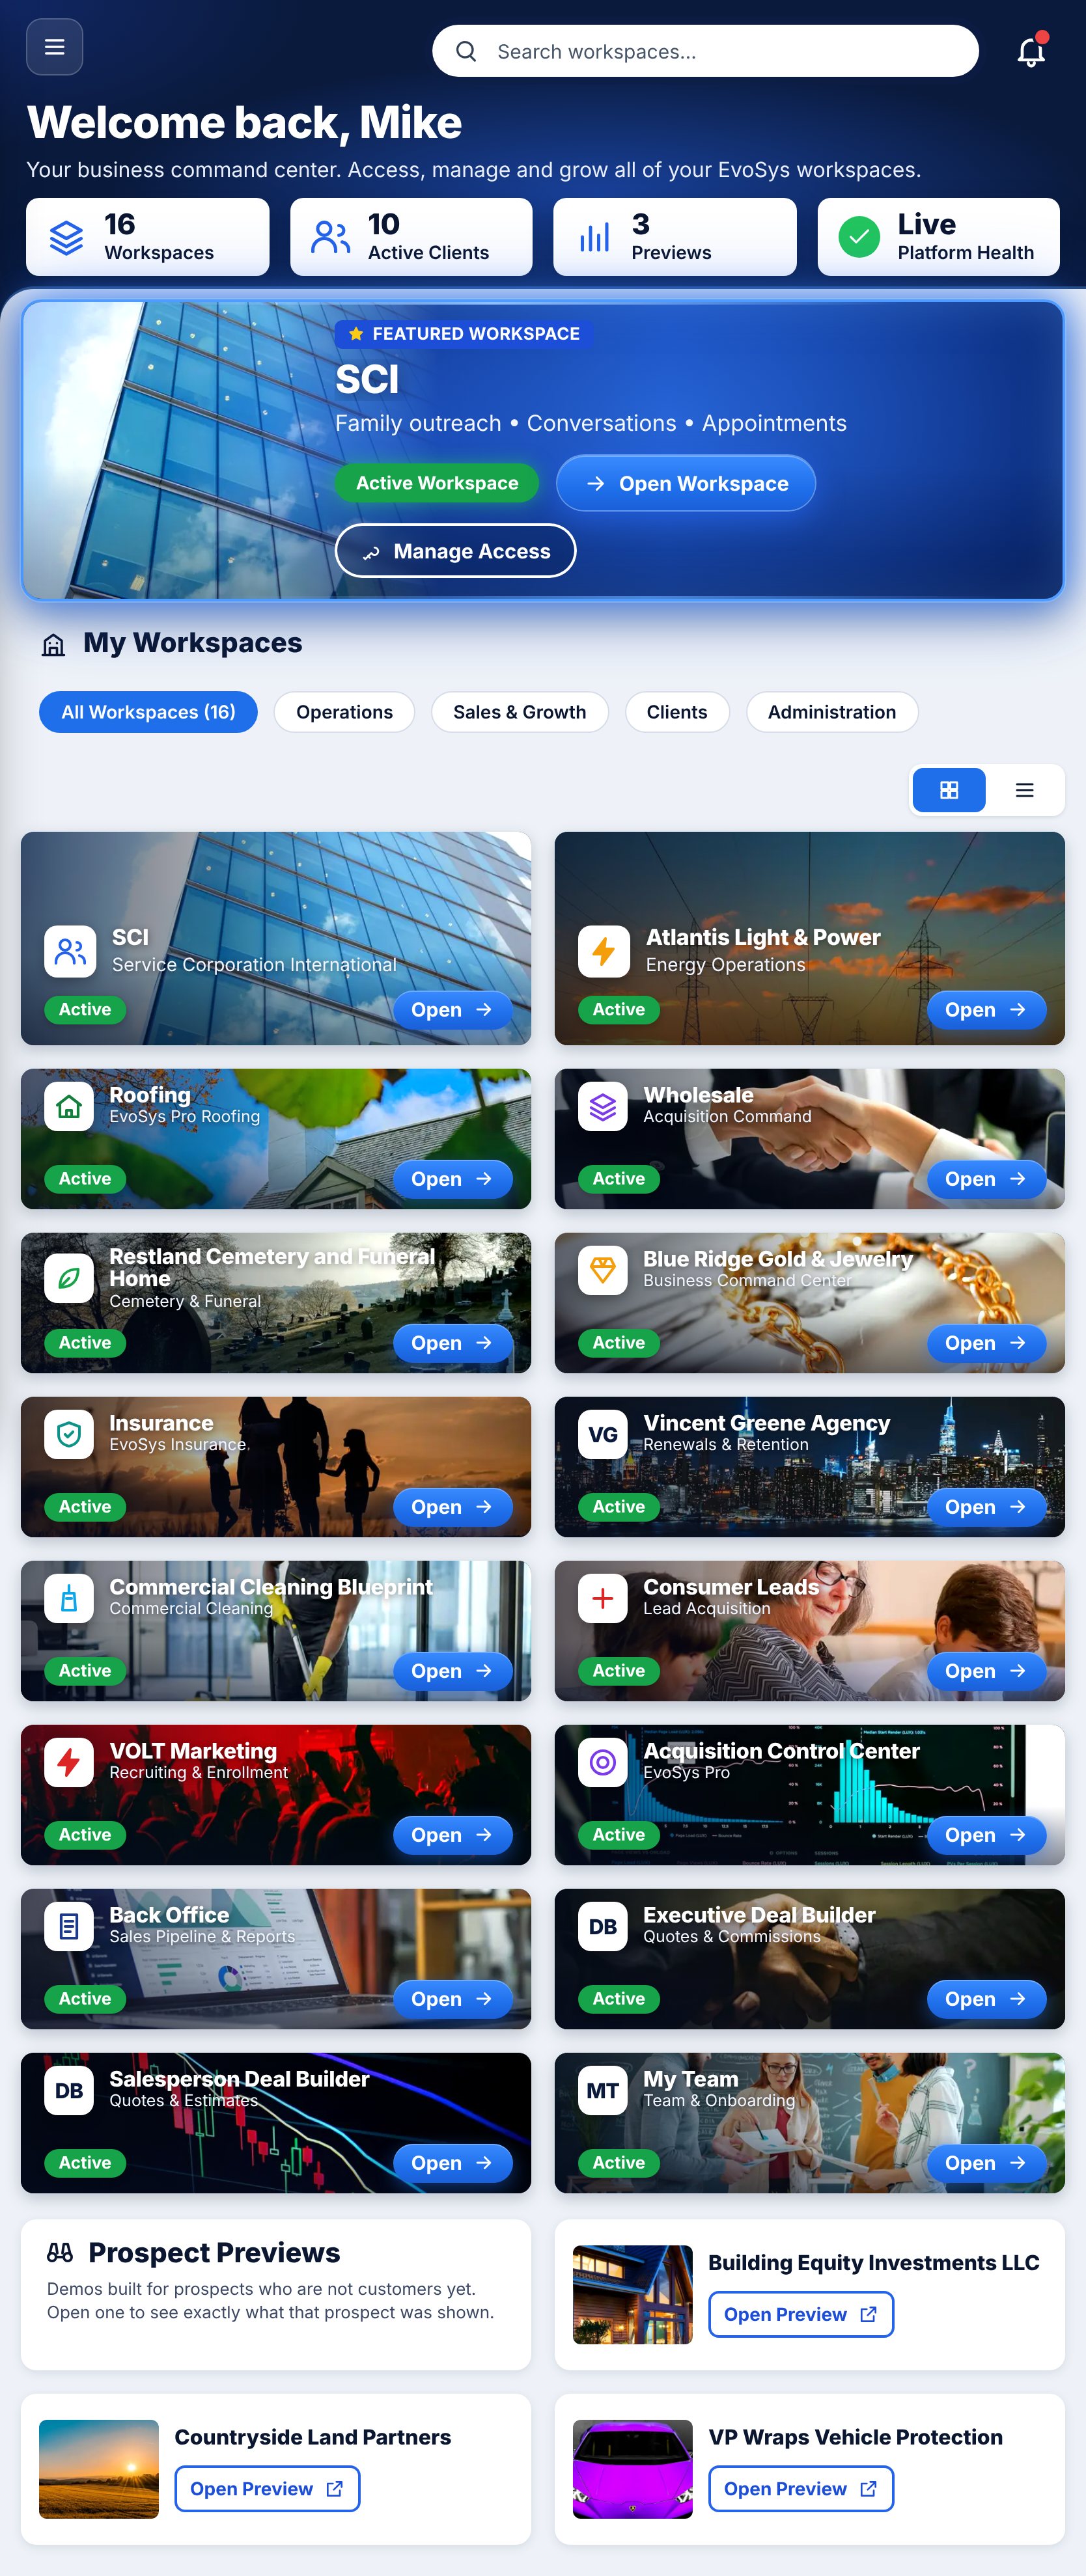 Search workspaces...
Welcome back, Mike
Your business command center. Access, manage and grow all of your EvoSys workspaces.
16
Workspaces
10
Active Clients
3
Previews
Live
Platform Health
FEATURED WORKSPACE
SCI
Family outreach • Conversations • Appointments
Active Workspace
Open Workspace
Manage Access
My Workspaces
All Workspaces (16)
Operations
Sales & Growth
Clients
Administration
SCI
Service Corporation International
Active
Open
Atlantis Light & Power
Energy Operations
Active
Open
Roofing
EvoSys Pro Roofing
Active
Open
Wholesale
Acquisition Command
Active
Open
Restland Cemetery and Funeral
Home
Cemetery & Funeral
Active
Open
Blue Ridge Gold & Jewelry
Business Command Center
Active
Open
Insurance
EvoSys Insurance
Active
Open
VG
Vincent Greene Agency
Renewals & Retention
Active
Open
Commercial Cleaning Blueprint
Commercial Cleaning
Active
Open
Consumer Leads
Lead Acquisition
Active
Open
VOLT Marketing
Recruiting & Enrollment
Active
Open
Acquisition Control Center
EvoSys Pro
Active
Open
Back Office
Sales Pipeline & Reports
Active
Open
DB
Executive Deal Builder
Quotes & Commissions
Active
Open
DB
Salesperson Deal Builder
Quotes & Estimates
Active
Open
MT
My Team
Team & Onboarding
Active
Open
Prospect Previews
Demos built for prospects who are not customers yet.
Open one to see exactly what that prospect was shown.
Building Equity Investments LLC
Open Preview
Countryside Land Partners
Open Preview
VP Wraps Vehicle Protection
Open Preview